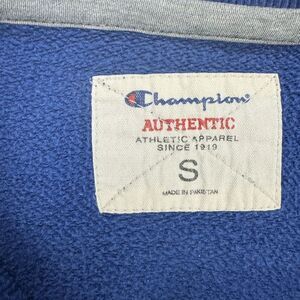 Champion
AUTHENTIC
ATHLETIC APPAREL
SINCE 1919
S
MADE IN PAKISTAN